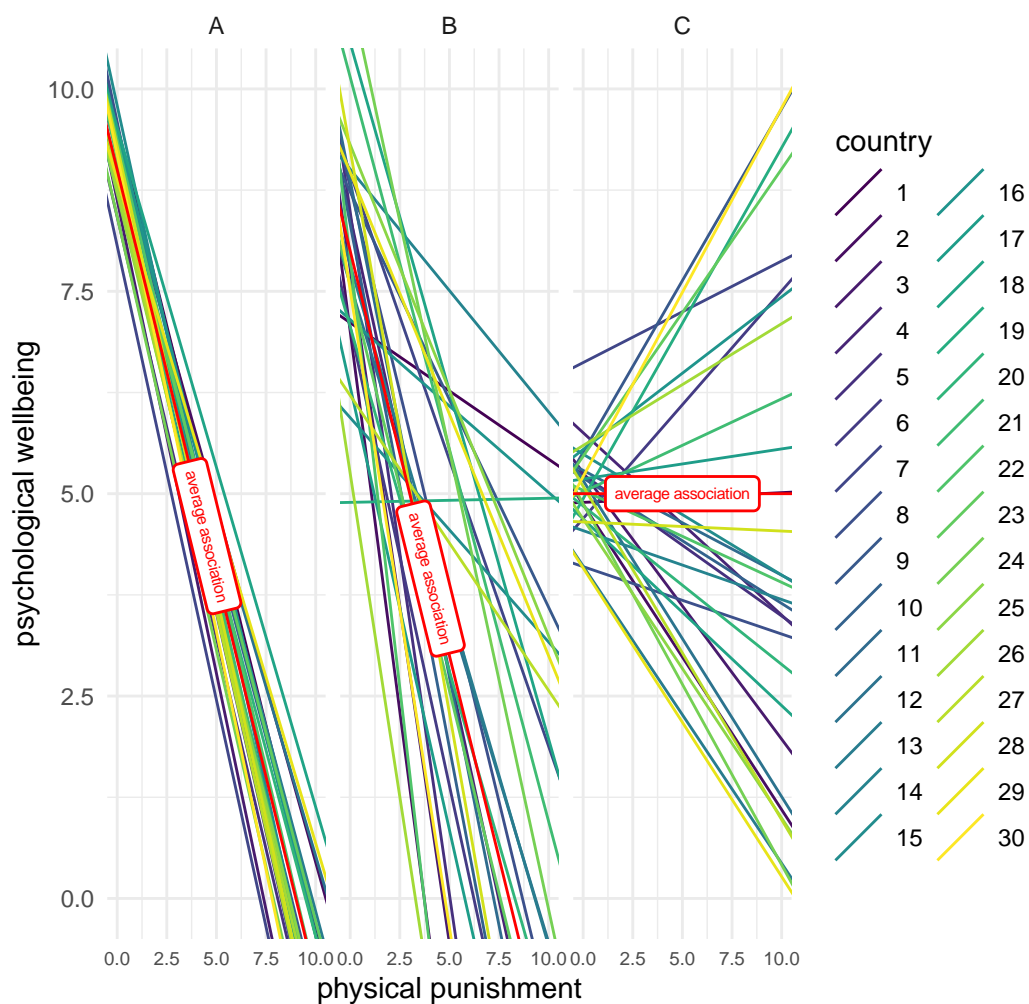 A B C
10.0
7.5
5.0
2.5
0.0
psychological wellbeing
average association
average association
average association
0.0 2.5 5.0 7.5 10.0 0.0 2.5 5.0 7.5 10.0 0.0 2.5 5.0 7.5 10.0
physical punishment
country
1 16
2 17
3 18
4 19
5 20
6 21
7 22
8 23
9 24
10 25
11 26
12 27
13 28
14 29
15 30